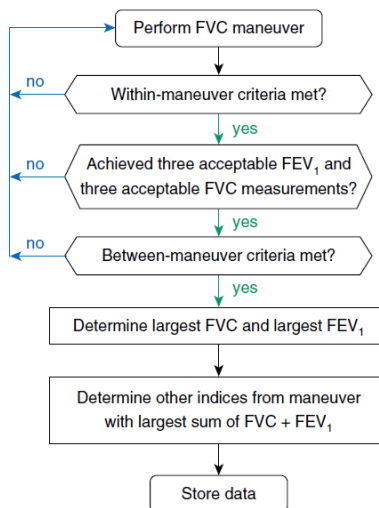 Perform FVC maneuver
no
Within-maneuver criteria met?
yes
no
Achieved three acceptable FEV₁ and
three acceptable FVC measurements?
yes
no
Between-maneuver criteria met?
yes
Determine largest FVC and largest FEV₁
Determine other indices from maneuver
with largest sum of FVC + FEV₁
Store data